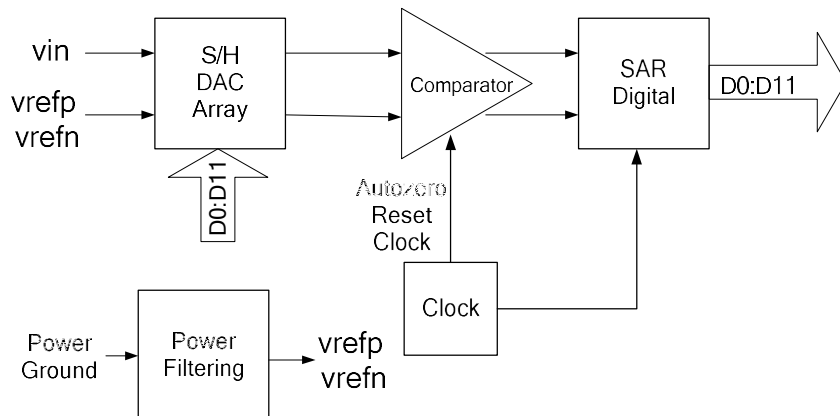 vin
vrefp
vrefn
S/H
DAC
Array
D0:D11
Comparator
SAR
Digital
D0:D11
Autozero
Reset
Clock
Clock
Power
Ground
Power
Filtering
vrefp
vrefn